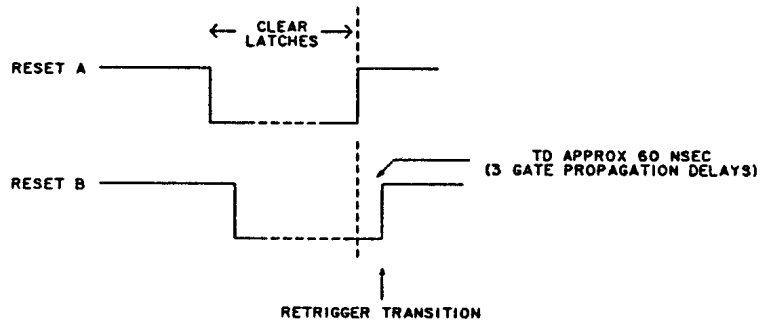 CLEAR
LATCHES
RESET A
TD APPROX 60 NSEC
(3 GATE PROPAGATION DELAYS)
RESET B
RETRIGGER TRANSITION